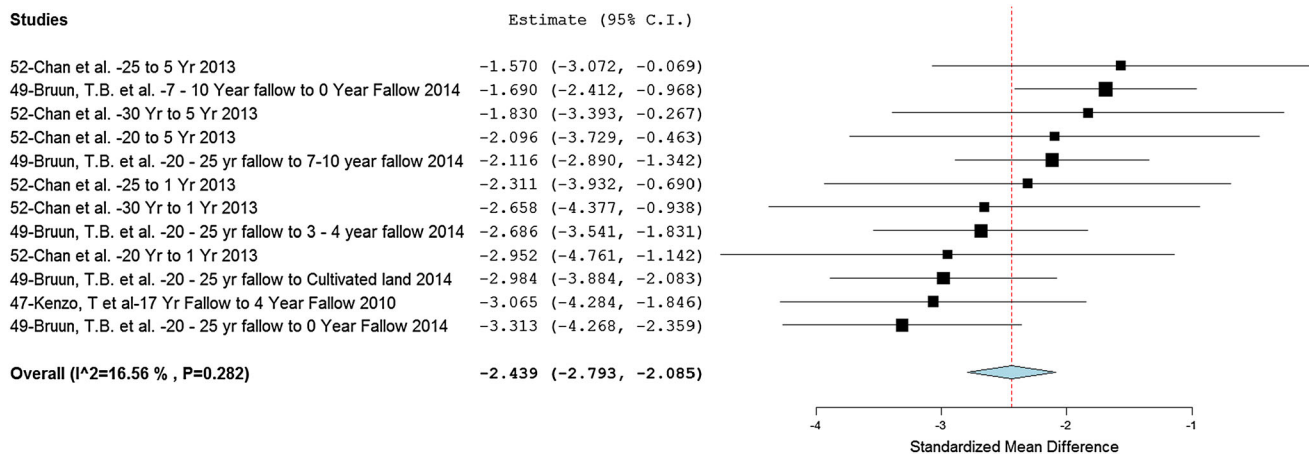 Studies Estimate (95% C.I.)
52-Chan et al. -25 to 5 Yr 2013 -1.570 (-3.072, -0.069)
49-Bruun, T.B. et al. -7 - 10 Year fallow to 0 Year Fallow 2014 -1.690 (-2.412, -0.968)
52-Chan et al. -30 Yr to 5 Yr 2013 -1.830 (-3.393, -0.267)
52-Chan et al. -20 to 5 Yr 2013 -2.096 (-3.729, -0.463)
49-Bruun, T.B. et al. -20 - 25 yr fallow to 7-10 year fallow 2014 -2.116 (-2.890, -1.342)
52-Chan et al. -25 to 1 Yr 2013 -2.311 (-3.932, -0.690)
52-Chan et al. -30 Yr to 1 Yr 2013 -2.658 (-4.377, -0.938)
49-Bruun, T.B. et al. -20 - 25 yr fallow to 3 - 4 year fallow 2014 -2.686 (-3.541, -1.831)
52-Chan et al. -20 Yr to 1 Yr 2013 -2.952 (-4.761, -1.142)
49-Bruun, T.B. et al. -20 - 25 yr fallow to Cultivated land 2014 -2.984 (-3.884, -2.083)
47-Kenzo, T et al-17 Yr Fallow to 4 Year Fallow 2010 -3.065 (-4.284, -1.846)
49-Bruun, T.B. et al. -20 - 25 yr fallow to 0 Year Fallow 2014 -3.313 (-4.268, -2.359)
Overall (I^2=16.56 % , P=0.282) -2.439 (-2.793, -2.085)
-4 -3 -2 -1
Standardized Mean Difference